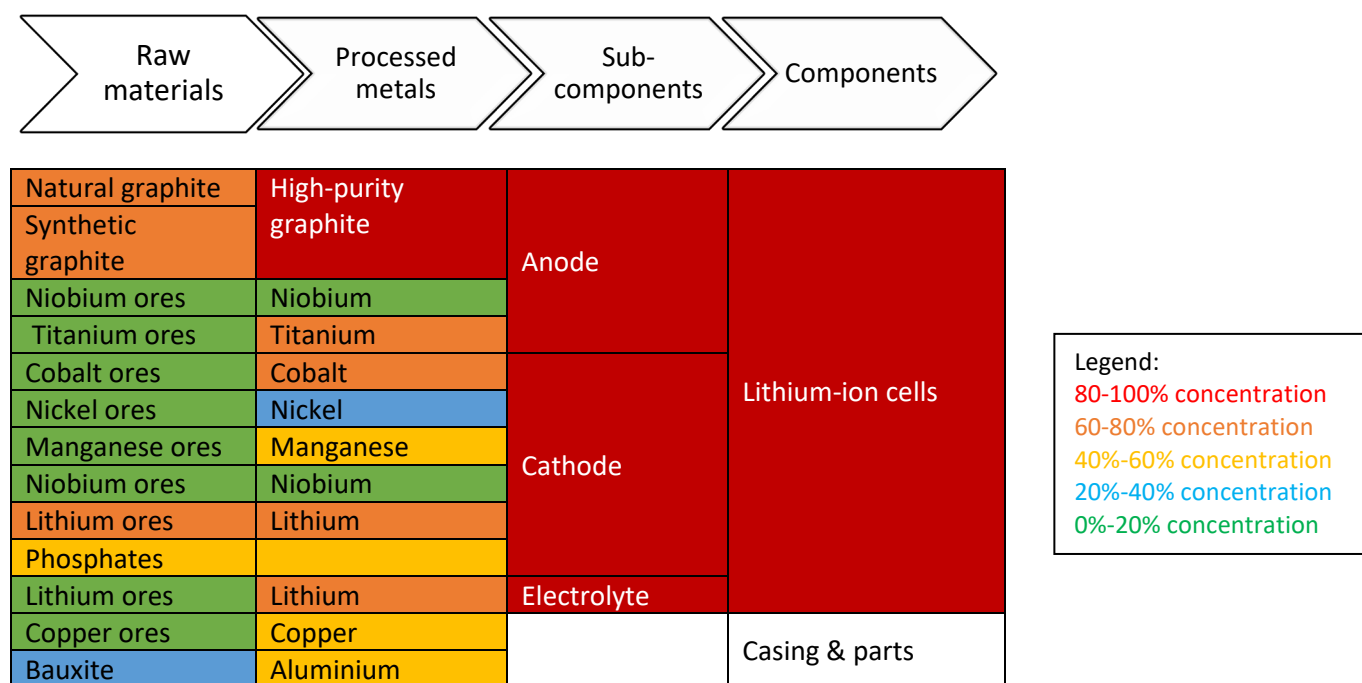 Raw
materials
Processed
metals
Sub-
components
Components
Natural graphite
High-purity
graphite
Synthetic
graphite
Anode
Niobium ores
Niobium
Titanium ores
Titanium
Cobalt ores
Cobalt
Nickel ores
Nickel
Lithium-ion cells
Manganese ores
Manganese
Cathode
Niobium ores
Niobium
Lithium ores
Lithium
Phosphates
Lithium ores
Lithium
Electrolyte
Copper ores
Copper
Casing & parts
Bauxite
Aluminium
Legend:
80-100% concentration
60-80% concentration
40%-60% concentration
20%-40% concentration
0%-20% concentration